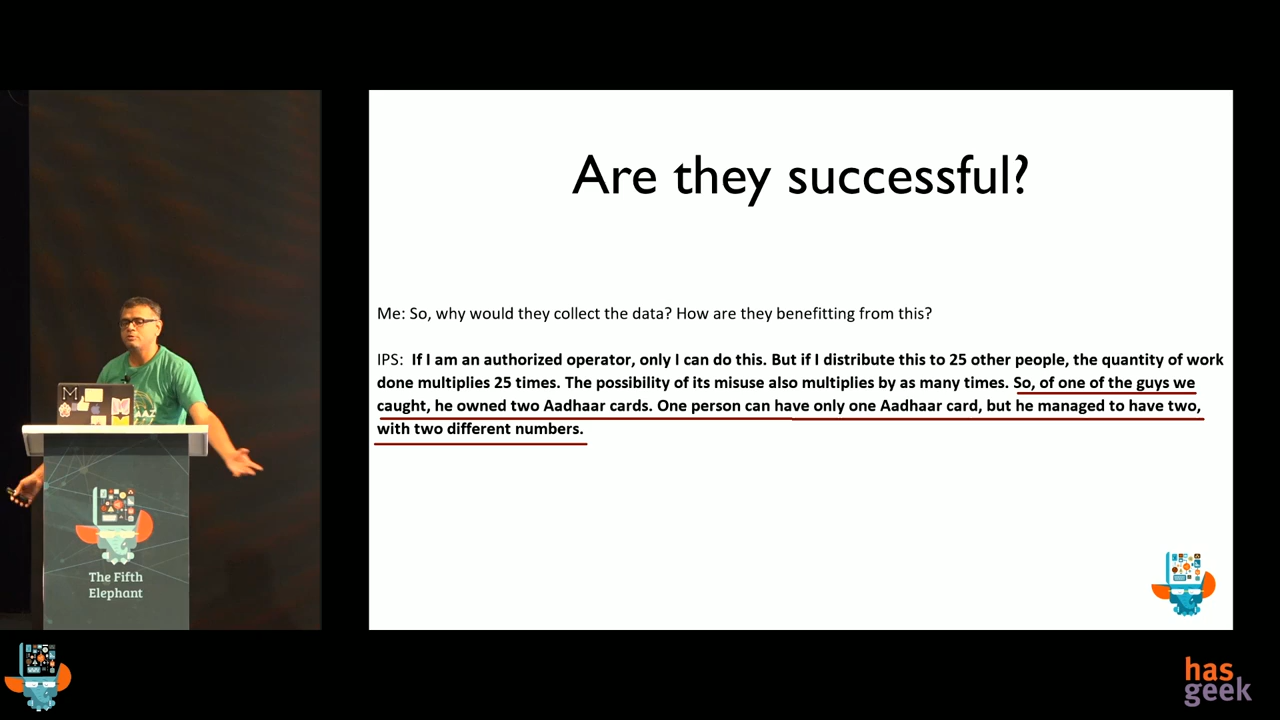 Are they successful?
Me: So, why would they collect the data? How are they benefitting from this?
IPS: If I am an authorized operator, only I can do this. But if I distribute this to 25 other people, the quantity of work
done multiplies 25 times. The possibility of its misuse also multiplies by as many times. So, of one of the guys we
caught, he owned two Aadhaar cards. One person can have only one Aadhaar card, but he managed to have two,
with two different numbers.
The Fifth
Elephant
has
geek